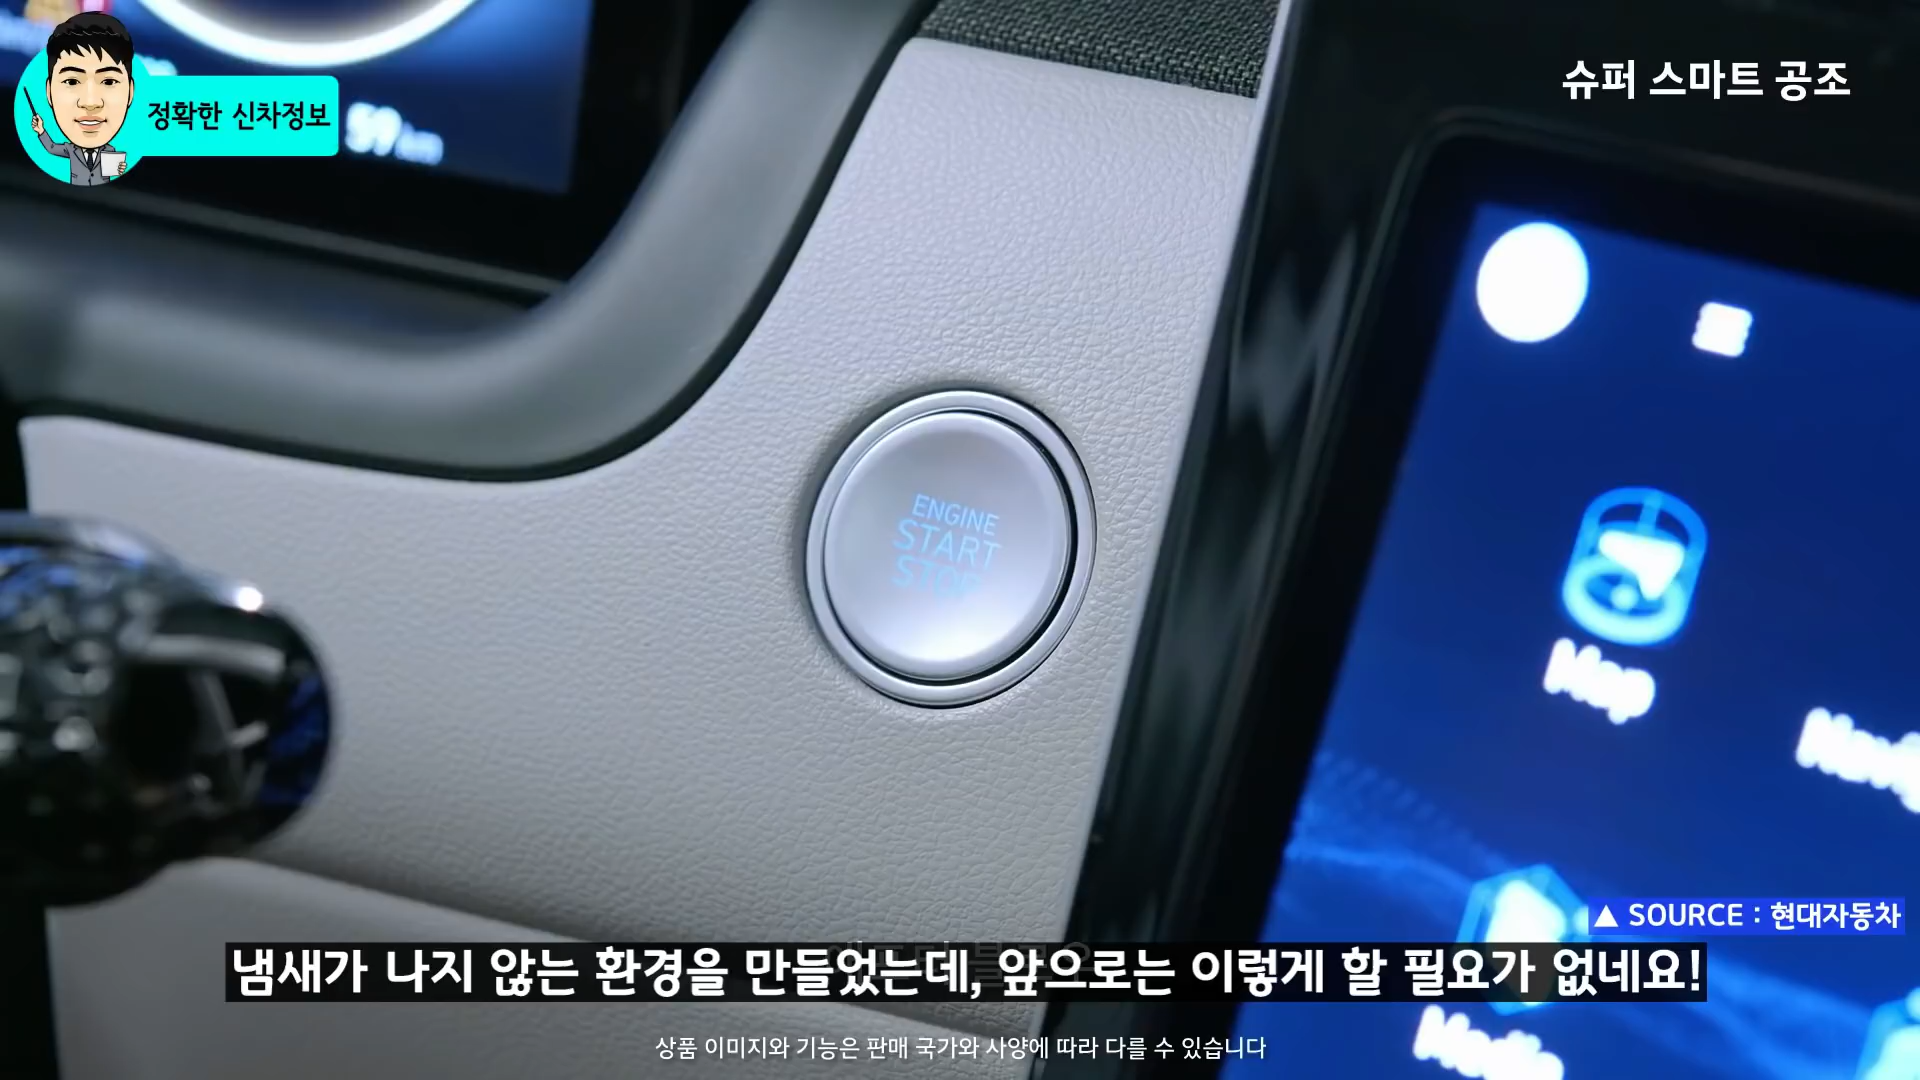 정확한 신차정보
59 km
슈퍼 스마트 공조
ENGINE
START
STOP
Map
▲ SOURCE : 현대자동차
냄새가 나지 않는 환경을 만들었는데, 앞으로는 이렇게 할 필요가 없네요!
Media
상품 이미지와 기능은 판매 국가와 사양에 따라 다를 수 있습니다